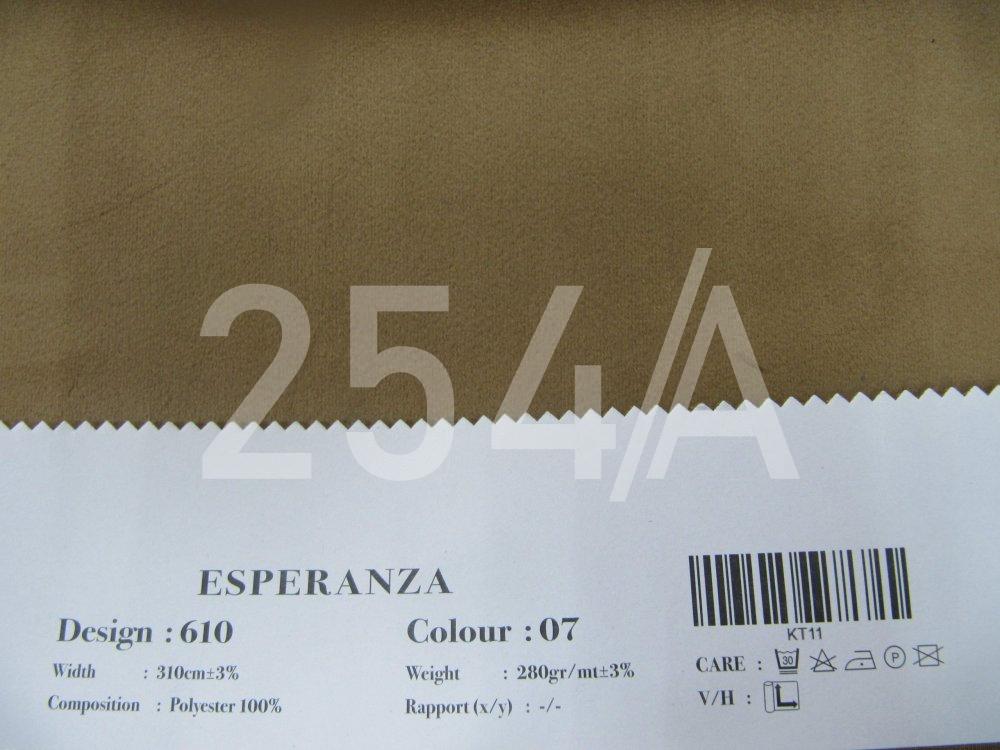 254/A
ESPERANZA
Design : 610
Colour : 07
Width : 310cm±3%
Weight : 280gr/mt±3%
Composition : Polyester 100%
Rapport (x/y) : -/-
KT11
CARE : 30 P
V/H :